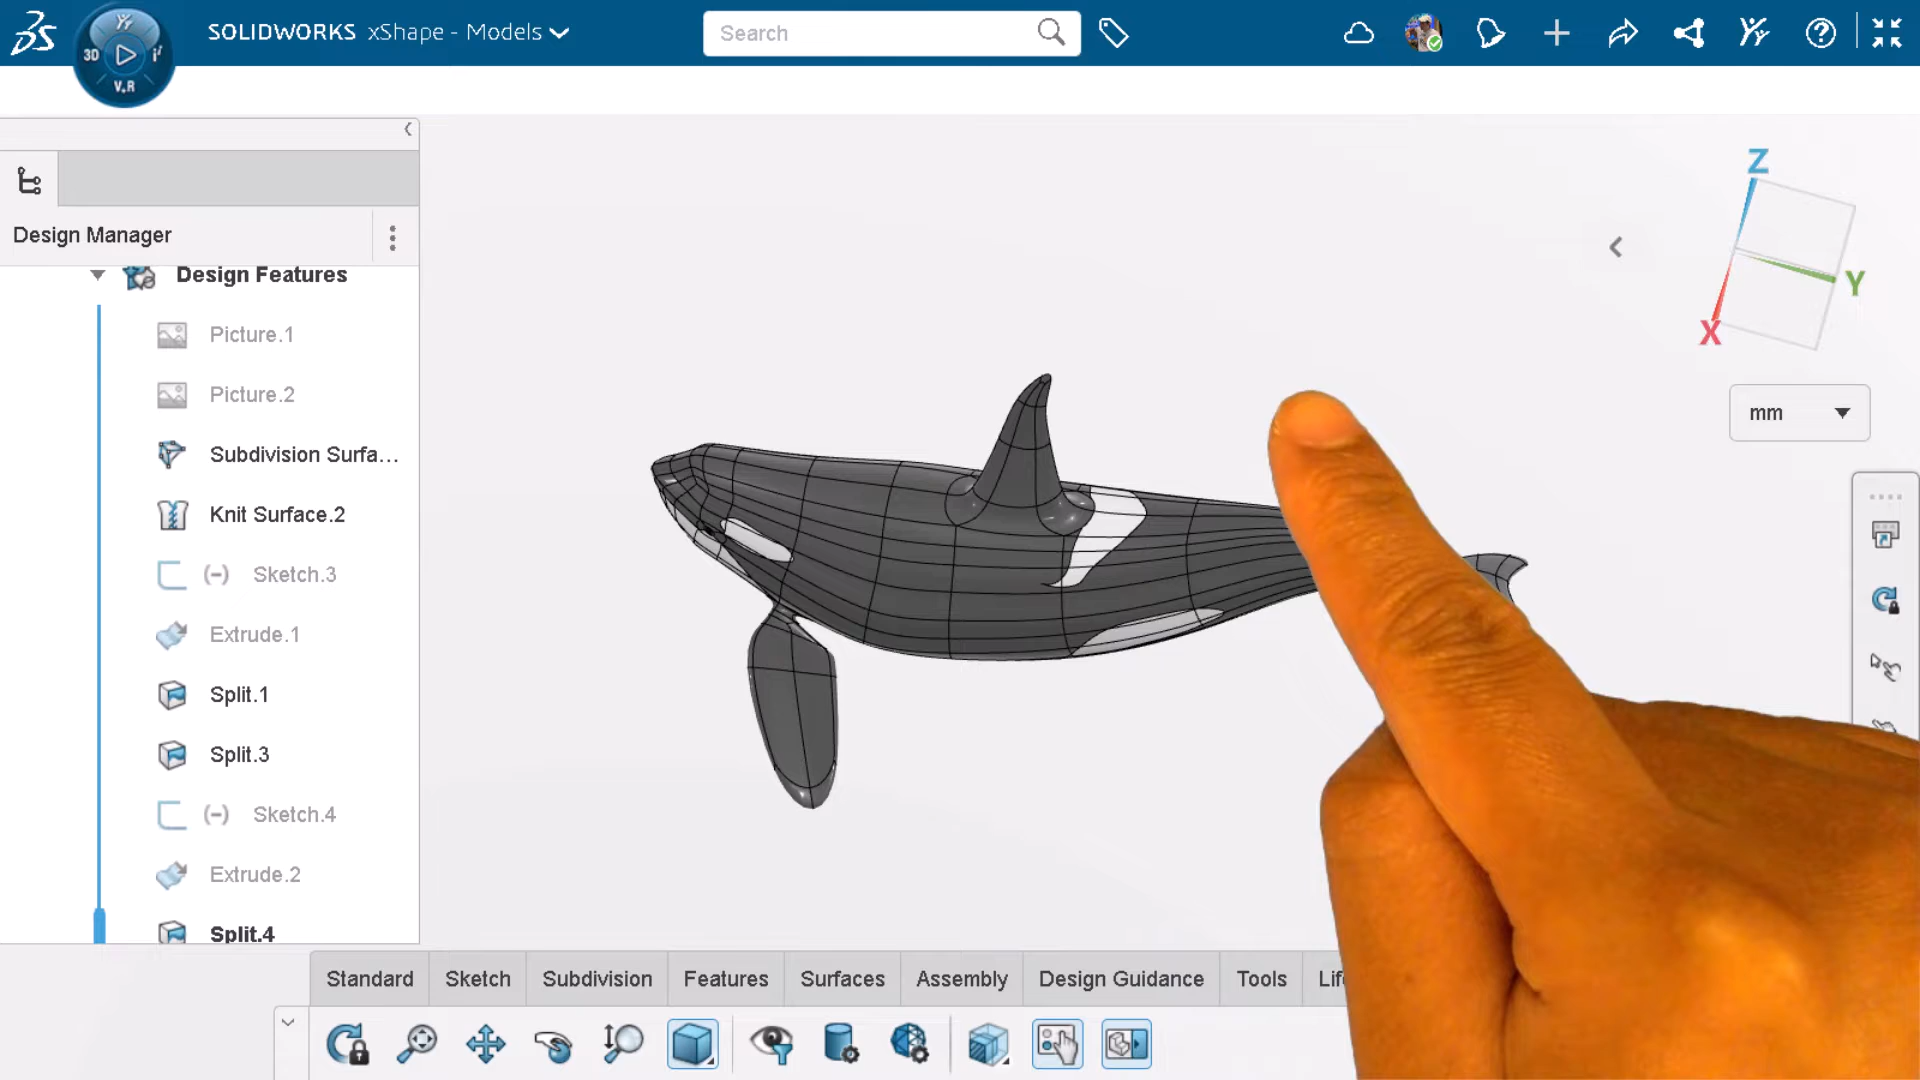 SOLIDWORKS xShape - Models
Search
3D
V.R
Design Manager
Design Features
Picture.1
Picture.2
Subdivision Surfa...
Knit Surface.2
(-) Sketch.3
Extrude.1
Split.1
Split.3
(-) Sketch.4
Extrude.2
Split.4
Z
Y
X
mm
Standard Sketch Subdivision Features Surfaces Assembly Design Guidance Tools